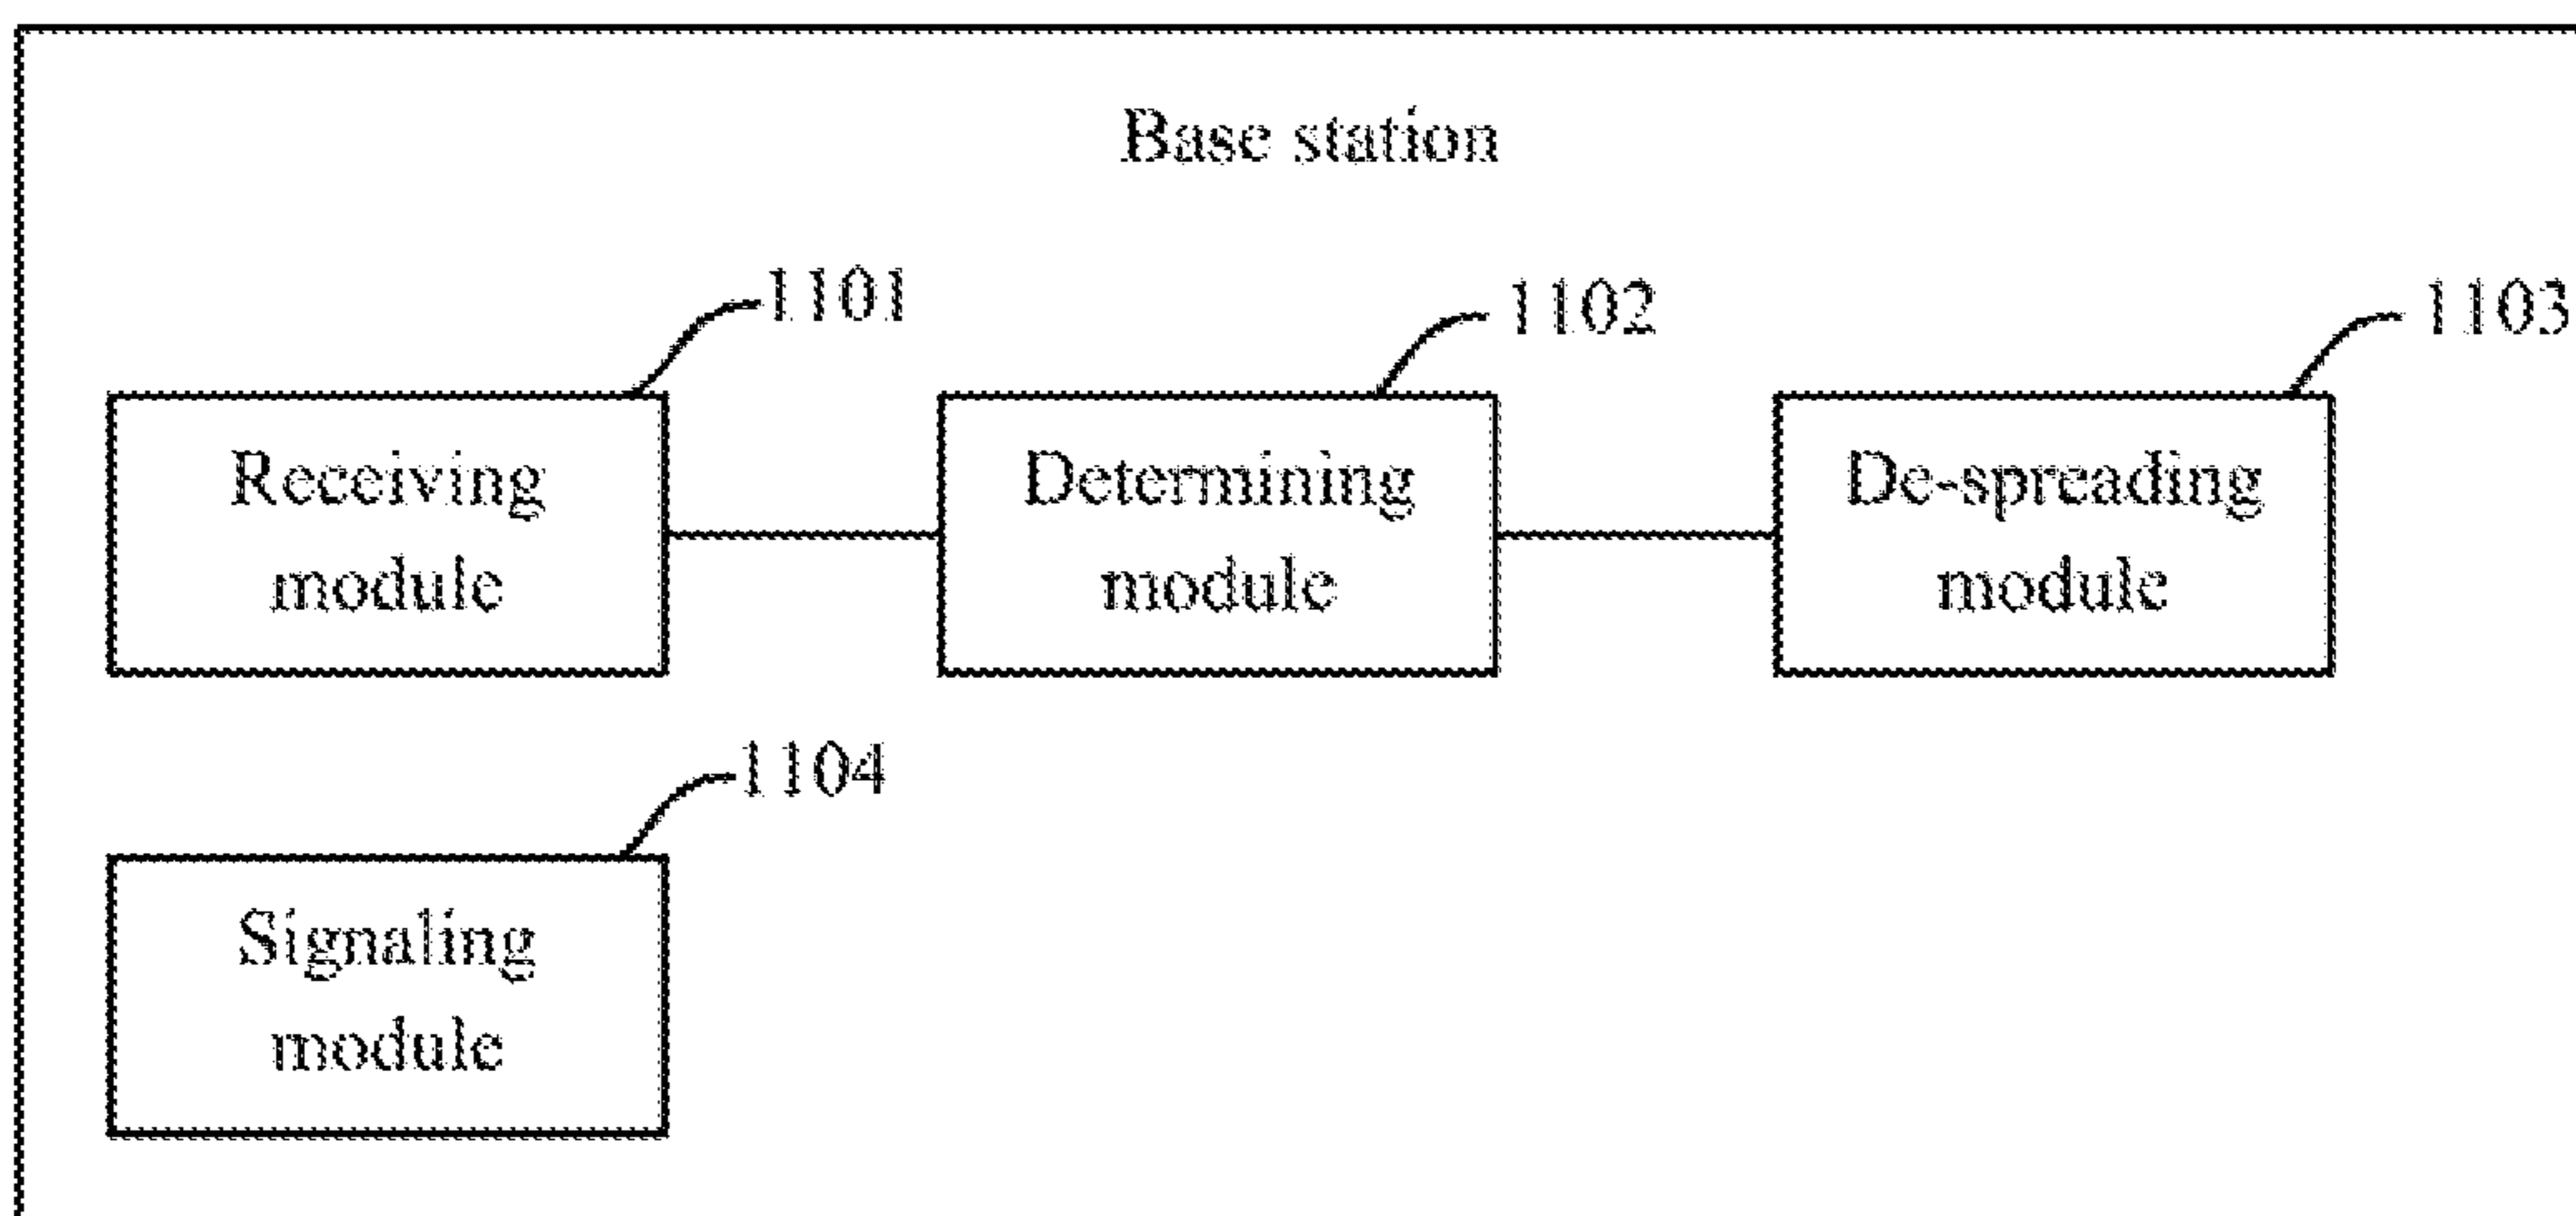 Base station
1101
1102
1103
Receiving
module
Determining
module
De-spreading
module
1104
Signaling
module